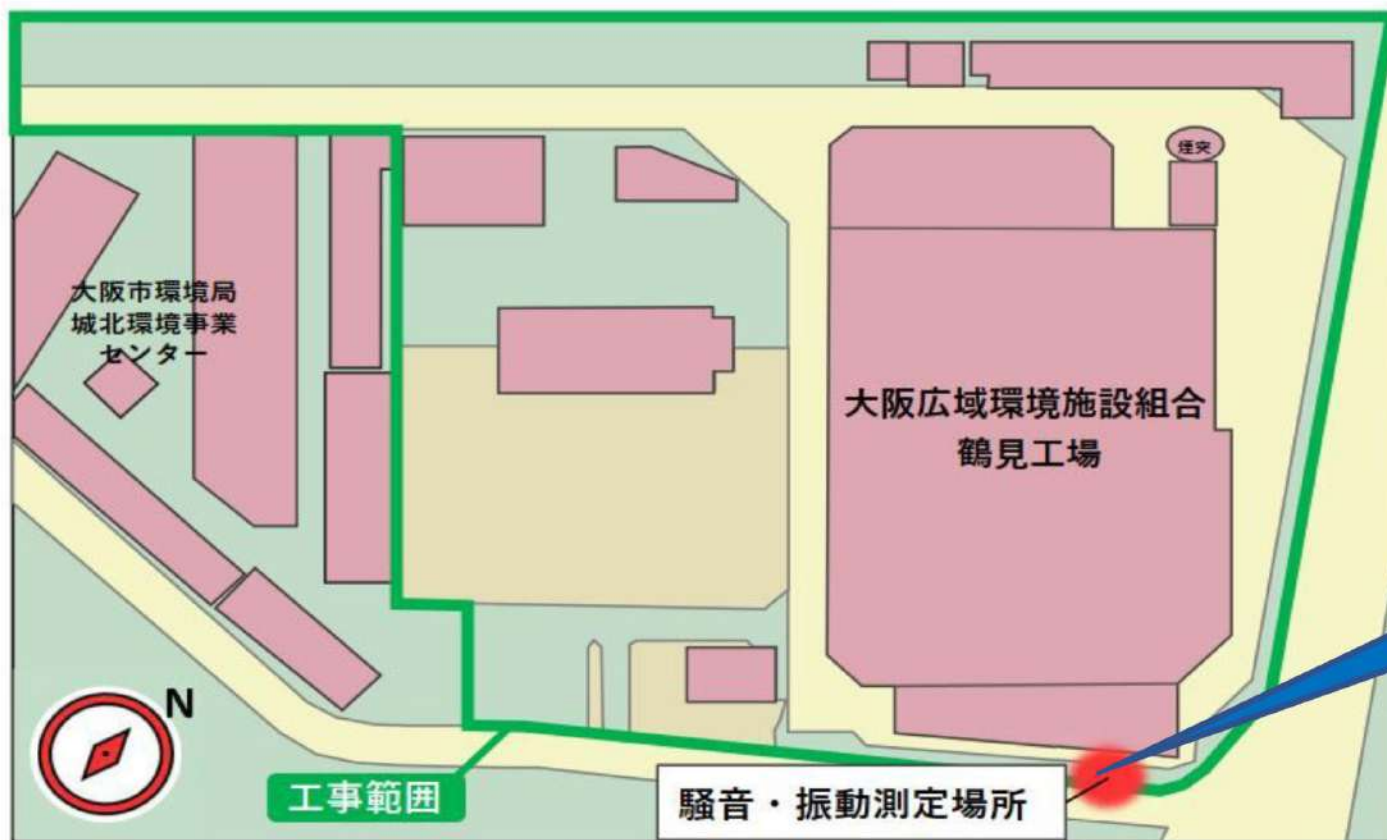 煙突
大阪市環境局
城北環境事業
センター
大阪広域環境施設組合
鶴見工場
N
工事範囲
騒音・振動測定場所